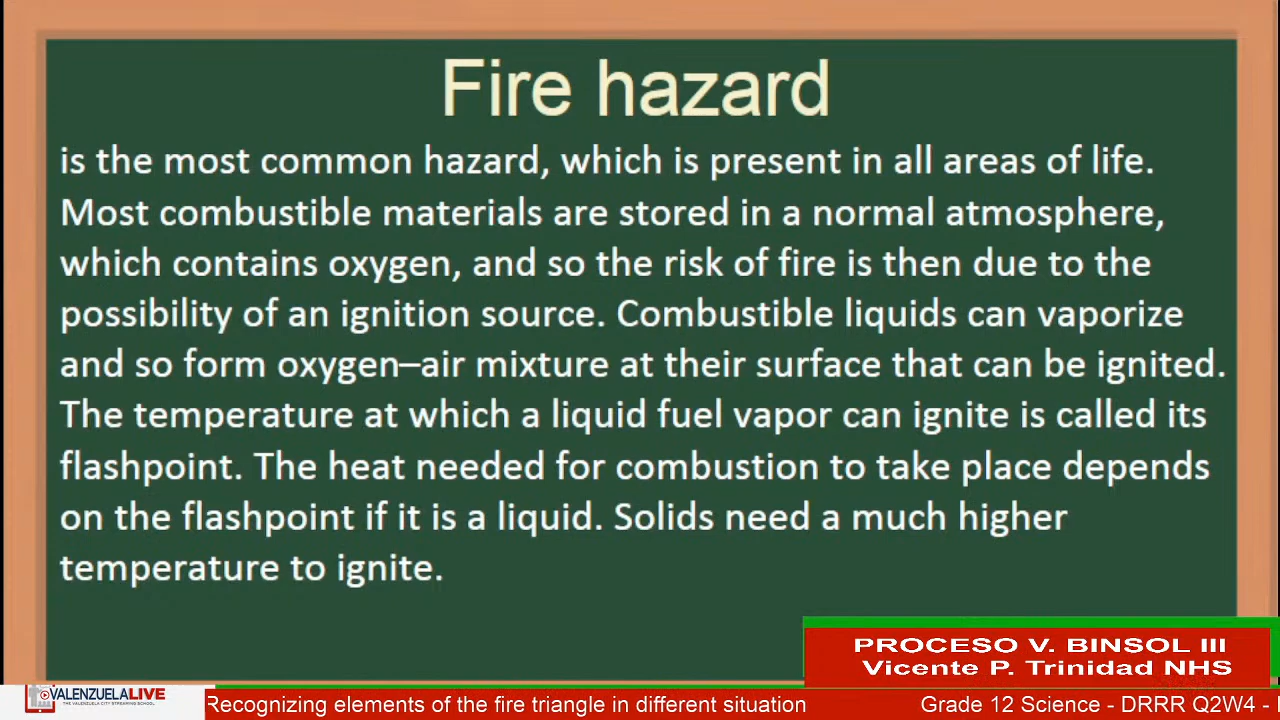 Fire hazard
is the most common hazard, which is present in all areas of life.
Most combustible materials are stored in a normal atmosphere,
which contains oxygen, and so the risk of fire is then due to the
possibility of an ignition source. Combustible liquids can vaporize
and so form oxygen–air mixture at their surface that can be ignited.
The temperature at which a liquid fuel vapor can ignite is called its
flashpoint. The heat needed for combustion to take place depends
on the flashpoint if it is a liquid. Solids need a much higher
temperature to ignite.
PROCESO V. BINSOL III
Vicente P. Trinidad NHS
VALENZUELALIVE
THE VALENZUELA CITY STREAMING SCHOOL
Recognizing elements of the fire triangle in different situation
Grade 12 Science - DRRR Q2W4 -